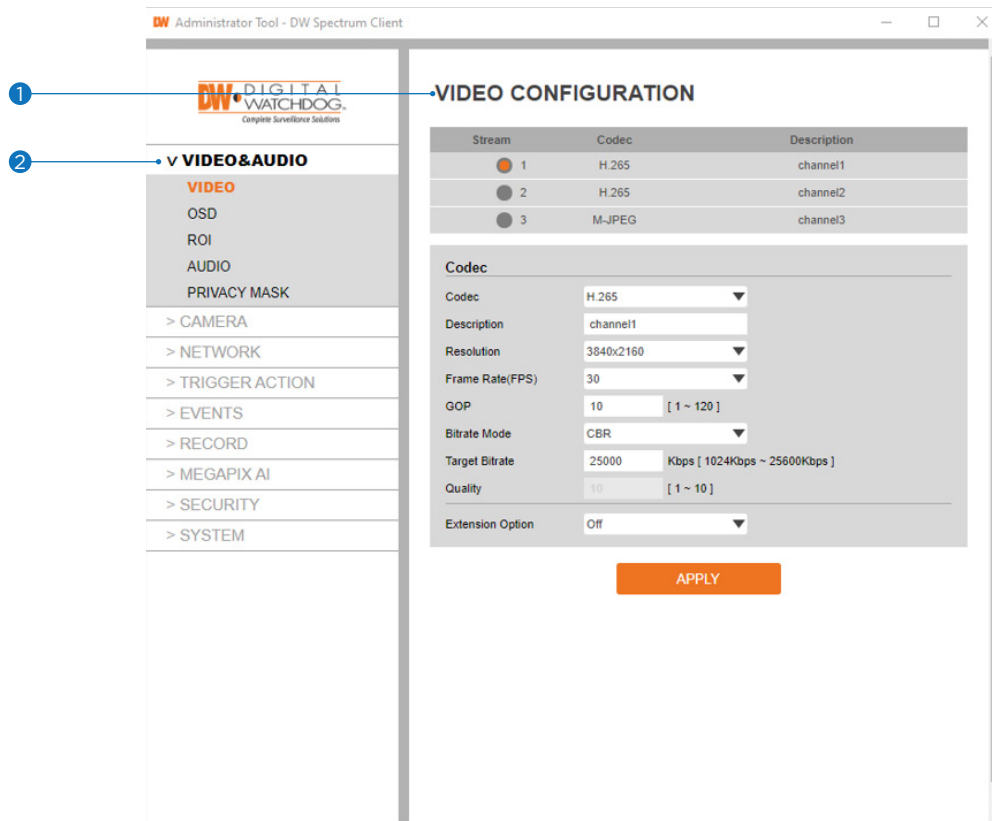 DW Administrator Tool - DW Spectrum Client
1
DW DIGITAL
WATCHDOG.
Complete Surveillance Solutions
2
v VIDEO&AUDIO
VIDEO
OSD
ROI
AUDIO
PRIVACY MASK
> CAMERA
> NETWORK
> TRIGGER ACTION
> EVENTS
> RECORD
> MEGAPIX AI
> SECURITY
> SYSTEM
VIDEO CONFIGURATION
Stream Codec Description
1 H.265 channel1
2 H.265 channel2
3 M-JPEG channel3
Codec
Codec H.265
Description channel1
Resolution 3840x2160
Frame Rate(FPS) 30
GOP 10 [ 1 ~ 120 ]
Bitrate Mode CBR
Target Bitrate 25000 Kbps [ 1024Kbps ~ 25600Kbps ]
Quality 10 [ 1 ~ 10 ]
Extension Option Off
APPLY